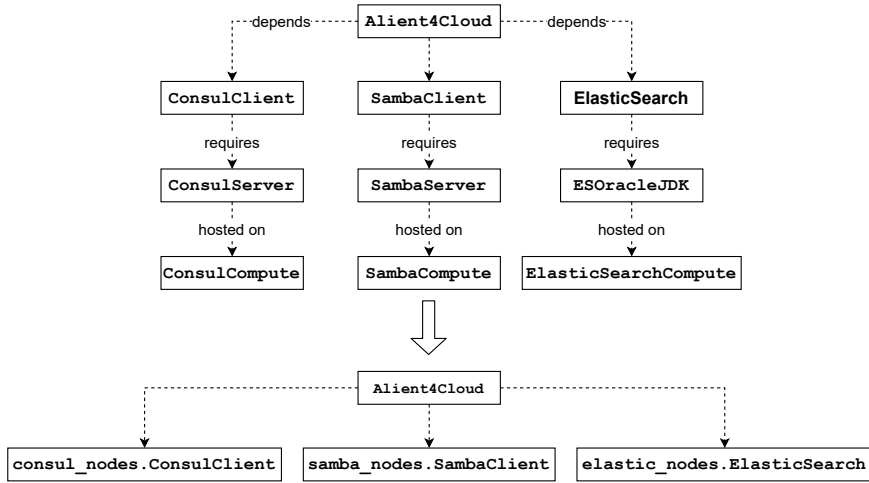 depends Alient4Cloud depends
ConsulClient SambaClient ElasticSearch
requires requires requires
ConsulServer SambaServer ESOracleJDK
hosted on hosted on hosted on
ConsulCompute SambaCompute ElasticSearchCompute
Alient4Cloud
consul_nodes.ConsulClient samba_nodes.SambaClient elastic_nodes.ElasticSearch